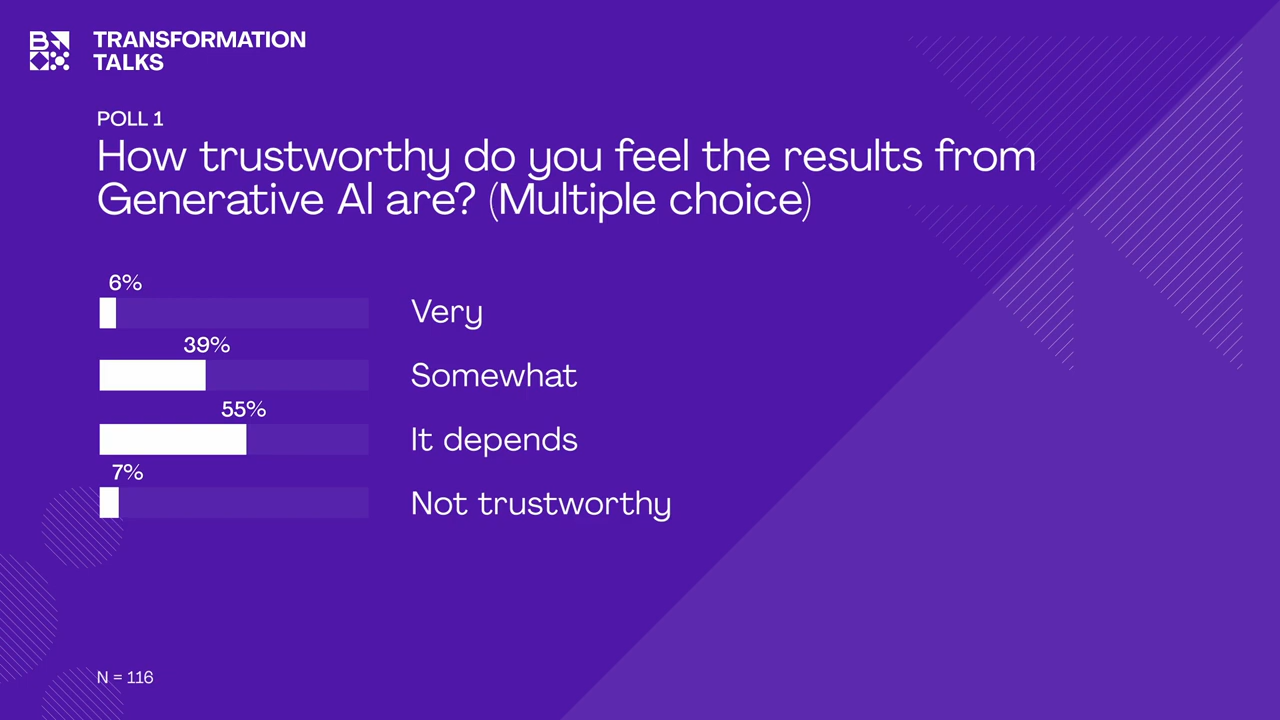 B
TRANSFORMATION
TALKS
POLL 1
How trustworthy do you feel the results from
Generative AI are? (Multiple choice)
6%
Very
39%
Somewhat
55%
It depends
7%
Not trustworthy
N = 116